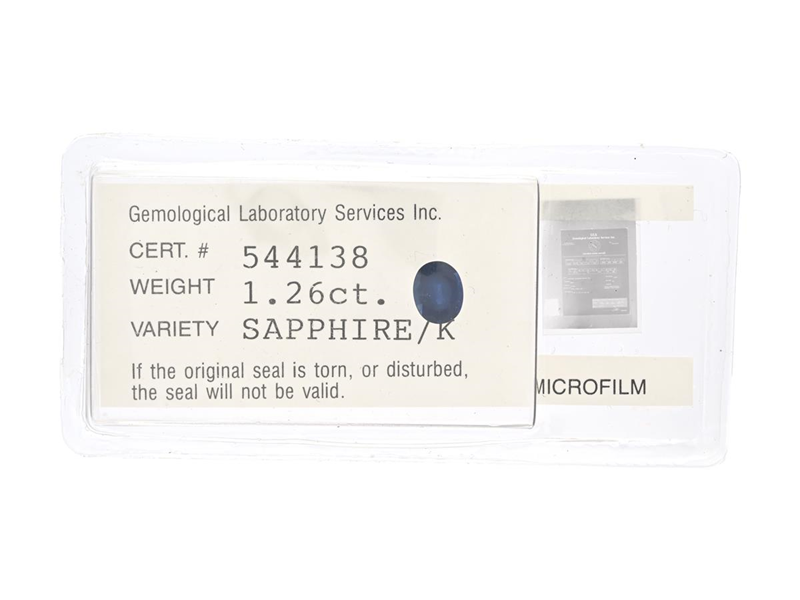 Gemological Laboratory Services Inc.
CERT. # 544138
WEIGHT 1.26ct.
VARIETY SAPPHIRE/K
If the original seal is torn, or disturbed,
the seal will not be valid.
MICROFILM